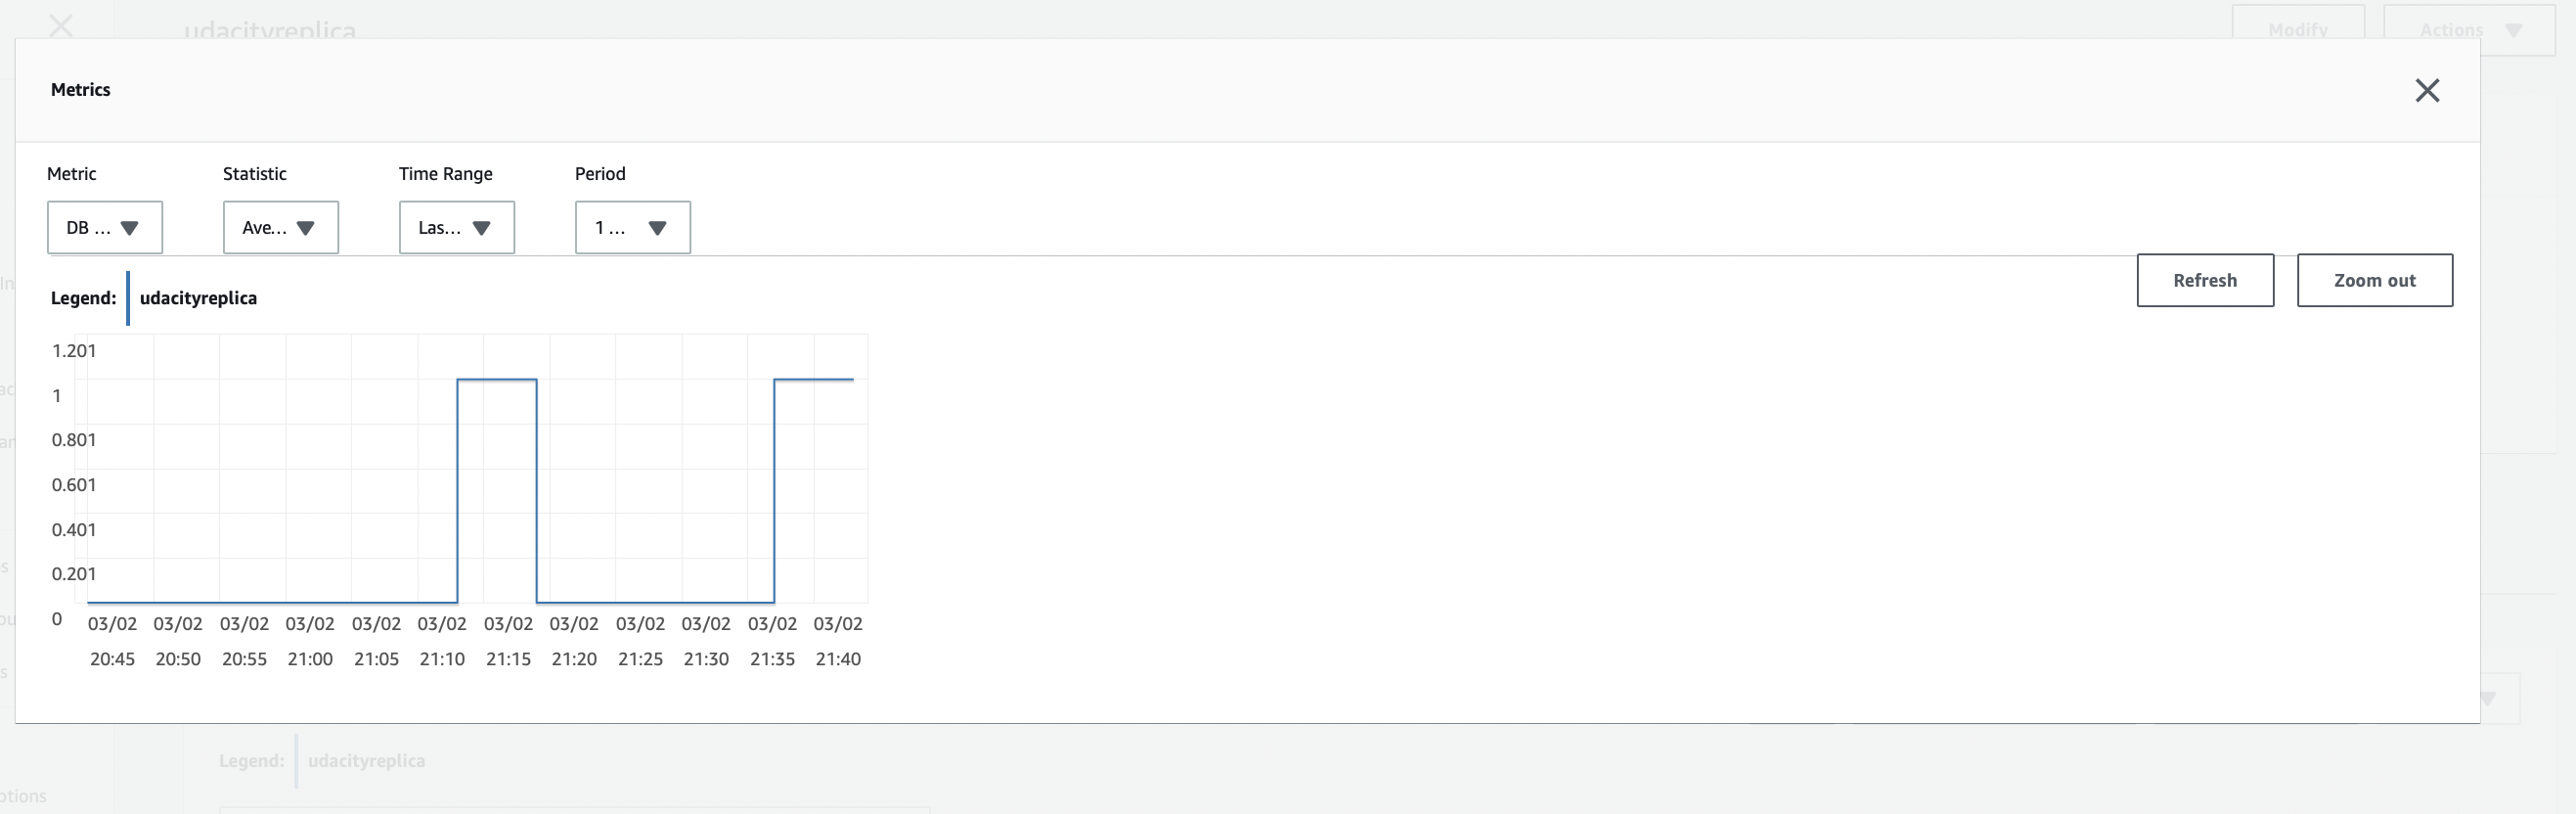 udacityreplica
Modify
Actions
Metrics
Metric Statistic Time Range Period
DB ... Ave... Las... 1 ...
Refresh Zoom out
Legend: udacityreplica
1.201
1
0.801
0.601
0.401
0.201
0
03/02 03/02 03/02 03/02 03/02 03/02 03/02 03/02 03/02 03/02 03/02 03/02
20:45 20:50 20:55 21:00 21:05 21:10 21:15 21:20 21:25 21:30 21:35 21:40
Legend: udacityreplica